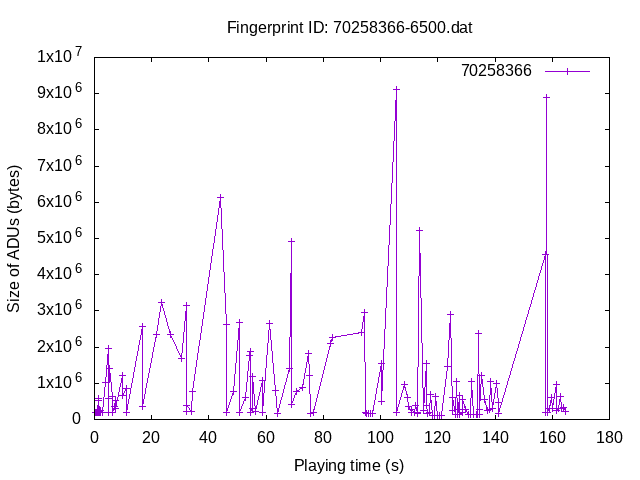 Fingerprint ID: 70258366-6500.dat
1x10^7
9x10^6
8x10^6
7x10^6
6x10^6
5x10^6
4x10^6
3x10^6
2x10^6
1x10^6
0
70258366
Size of ADUs (bytes)
0 20 40 60 80 100 120 140 160 180
Playing time (s)